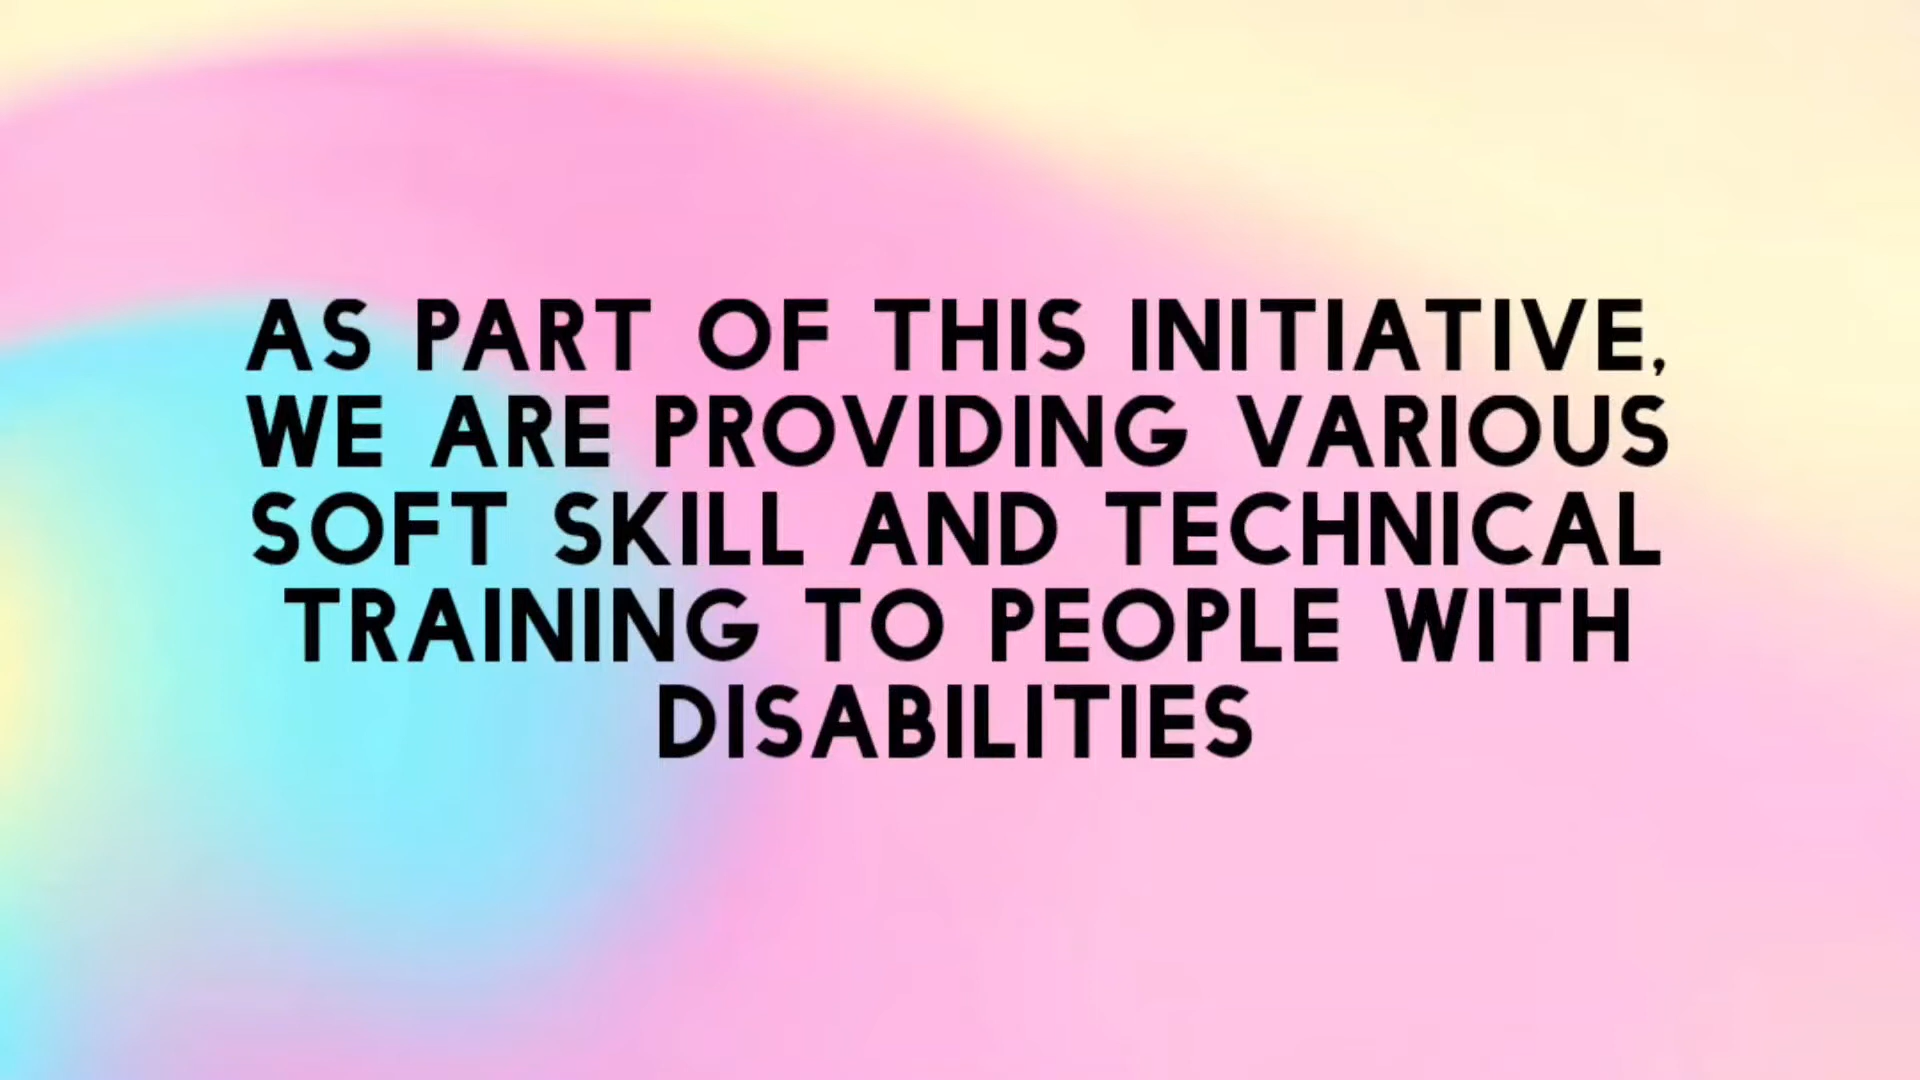 AS PART OF THIS INITIATIVE,
WE ARE PROVIDING VARIOUS
SOFT SKILL AND TECHNICAL
TRAINING TO PEOPLE WITH
DISABILITIES